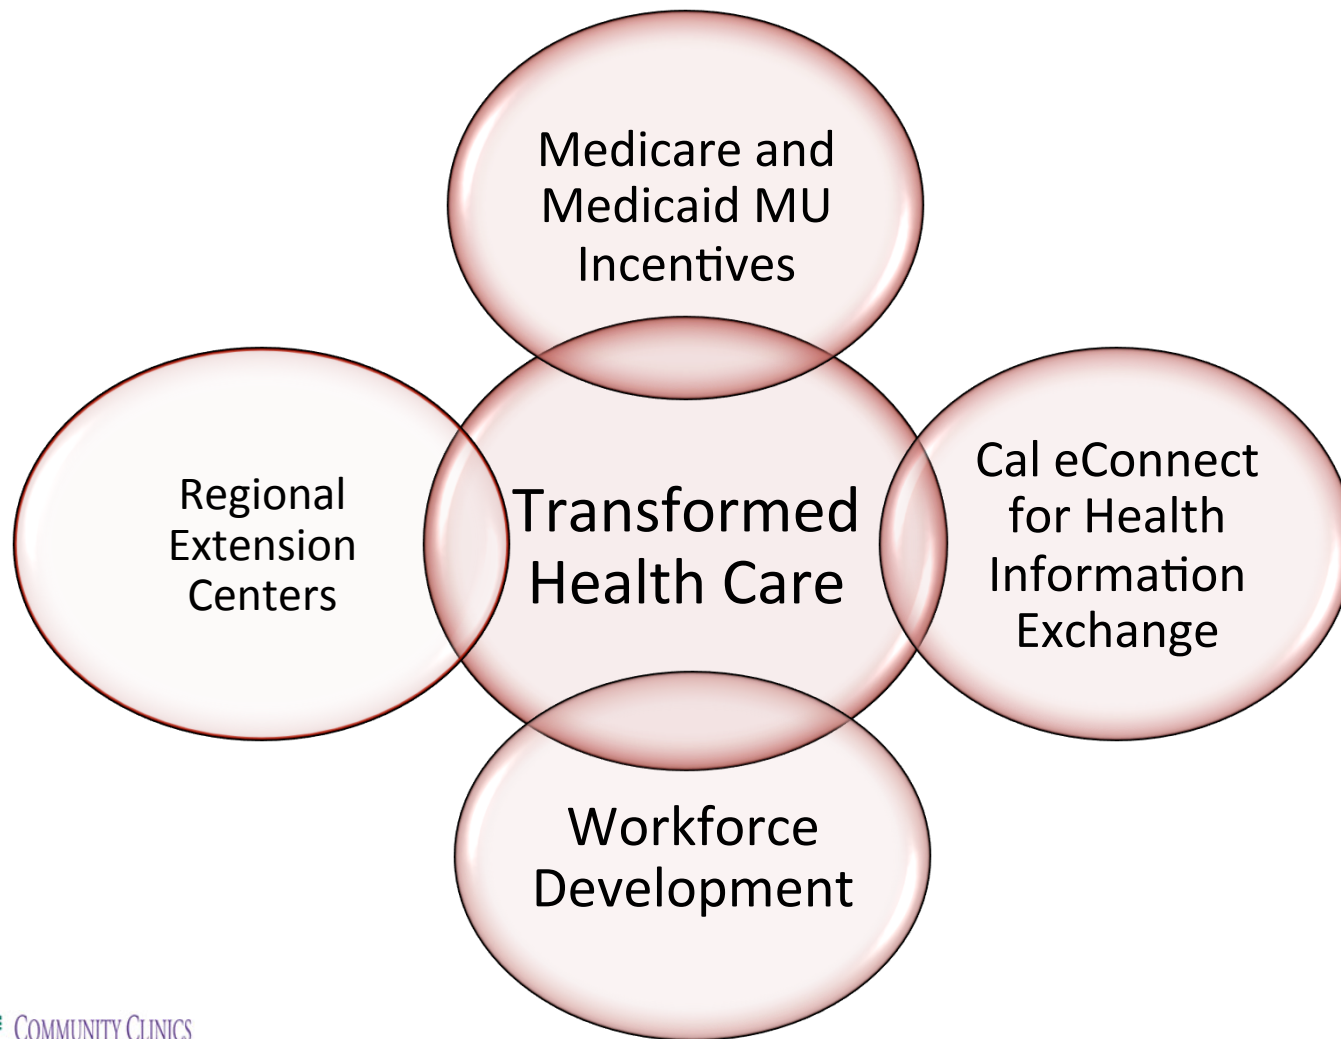 Medicare and
Medicaid MU
Incentives
Regional
Extension
Centers
Transformed
Health Care
Cal eConnect
for Health
Information
Exchange
Workforce
Development
COMMUNITY CLINICS